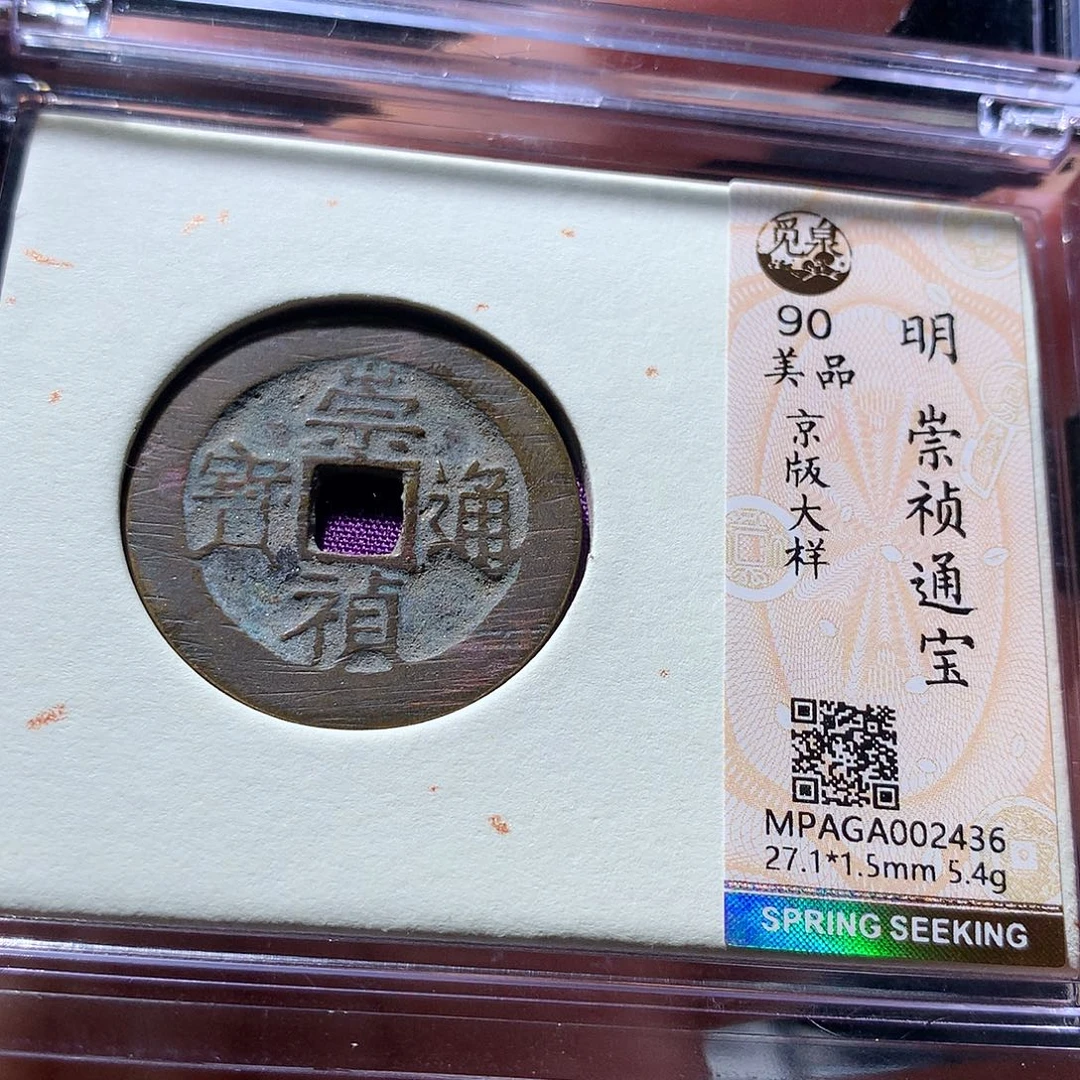 崇
禎
通
寶
覓泉
90
美品
京版大样
明 崇祯通宝
MPAGA002436
27.1*1.5mm 5.4g
SPRING SEEKING